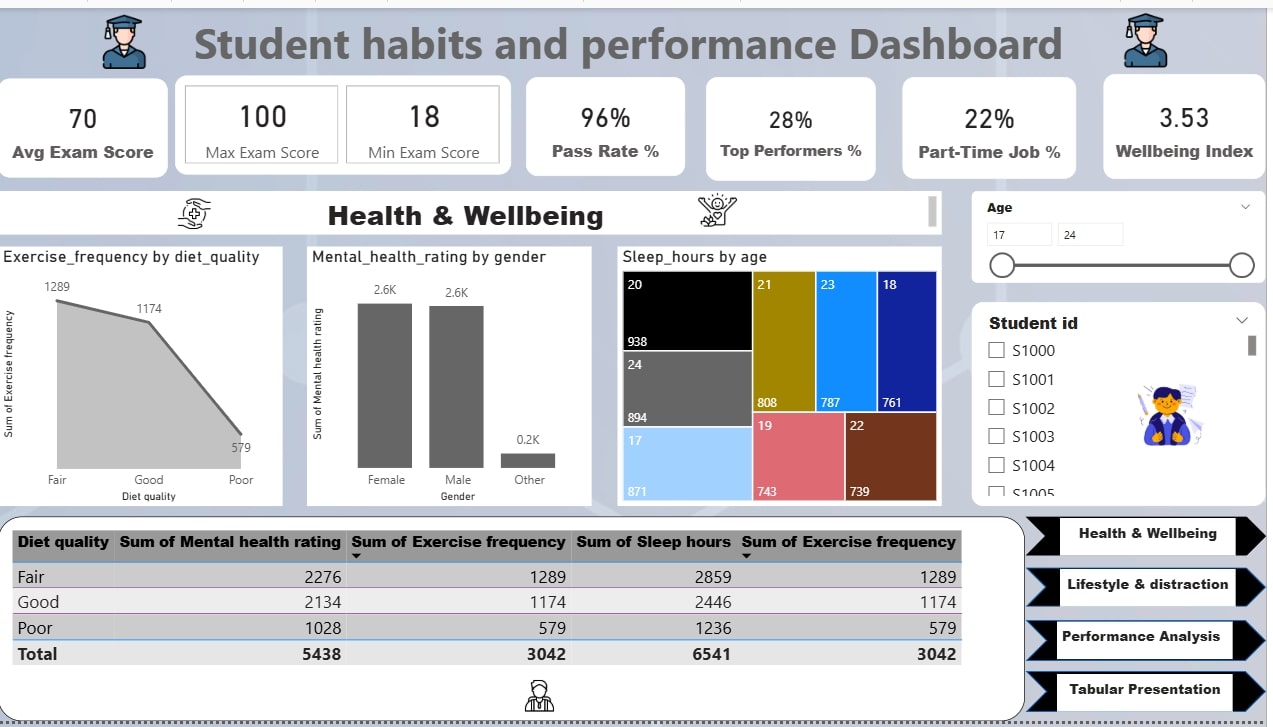 Student habits and performance Dashboard
70
Avg Exam Score
100
Max Exam Score
18
Min Exam Score
96%
Pass Rate %
28%
Top Performers %
22%
Part-Time Job %
3.53
Wellbeing Index
Health & Wellbeing
Age
17 24
Exercise_frequency by diet_quality
Sum of Exercise frequency
1289
1174
579
Fair Good Poor
Diet quality
Mental_health_rating by gender
Sum of Mental health rating
2.6K
2.6K
0.2K
Female Male Other
Gender
Sleep_hours by age
20
938
24
894
17
871
21
808
23
787
18
761
19
743
22
739
Student id
S1000
S1001
S1002
S1003
S1004
S1005
Diet quality Sum of Mental health rating Sum of Exercise frequency Sum of Sleep hours Sum of Exercise frequency
Fair 2276 1289 2859 1289
Good 2134 1174 2446 1174
Poor 1028 579 1236 579
Total 5438 3042 6541 3042
Health & Wellbeing
Lifestyle & distraction
Performance Analysis
Tabular Presentation